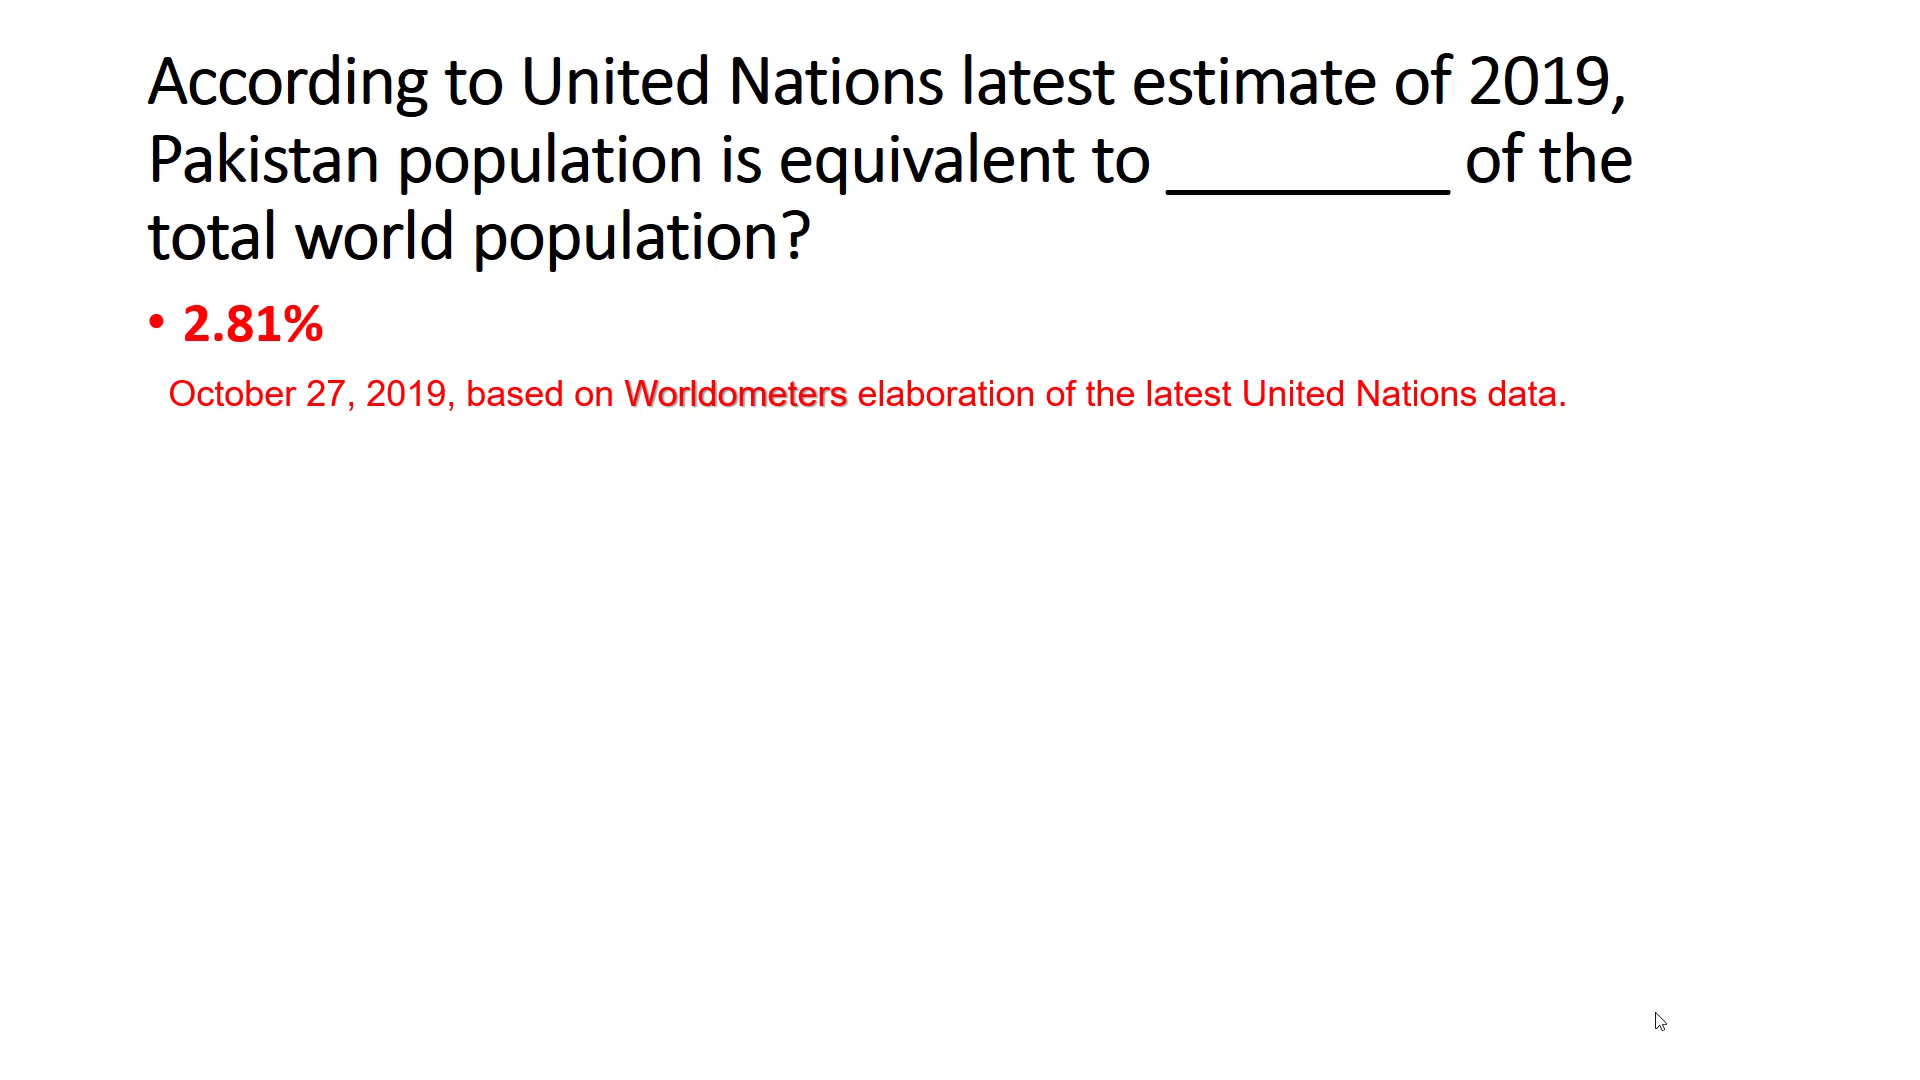 According to United Nations latest estimate of 2019,
Pakistan population is equivalent to ________ of the
total world population?
• 2.81%
October 27, 2019, based on Worldometers elaboration of the latest United Nations data.